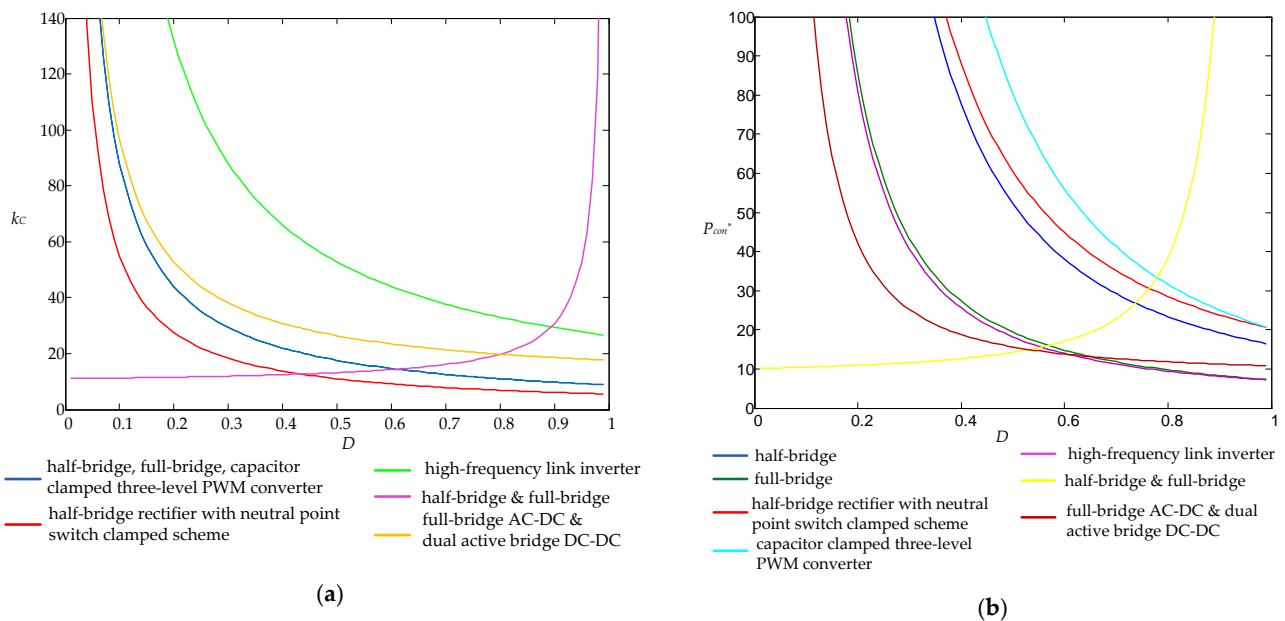 140
120
100
80
60
40
20
0
kC
0
0.1
0.2
0.3
0.4
0.5
0.6
0.7
0.8
0.9
1
D
half-bridge, full-bridge, capacitor
clamped three-level PWM converter
half-bridge rectifier with neutral point
switch clamped scheme
high-frequency link inverter
half-bridge & full-bridge
full-bridge AC-DC &
dual active bridge DC-DC
(a)
100
90
80
70
60
50
40
30
20
10
0
Pcon*
0
0.2
0.4
0.6
0.8
1
D
half-bridge
full-bridge
half-bridge rectifier with neutral
point switch clamped scheme
capacitor clamped three-level
PWM converter
high-frequency link inverter
half-bridge & full-bridge
full-bridge AC-DC & dual
active bridge DC-DC
(b)